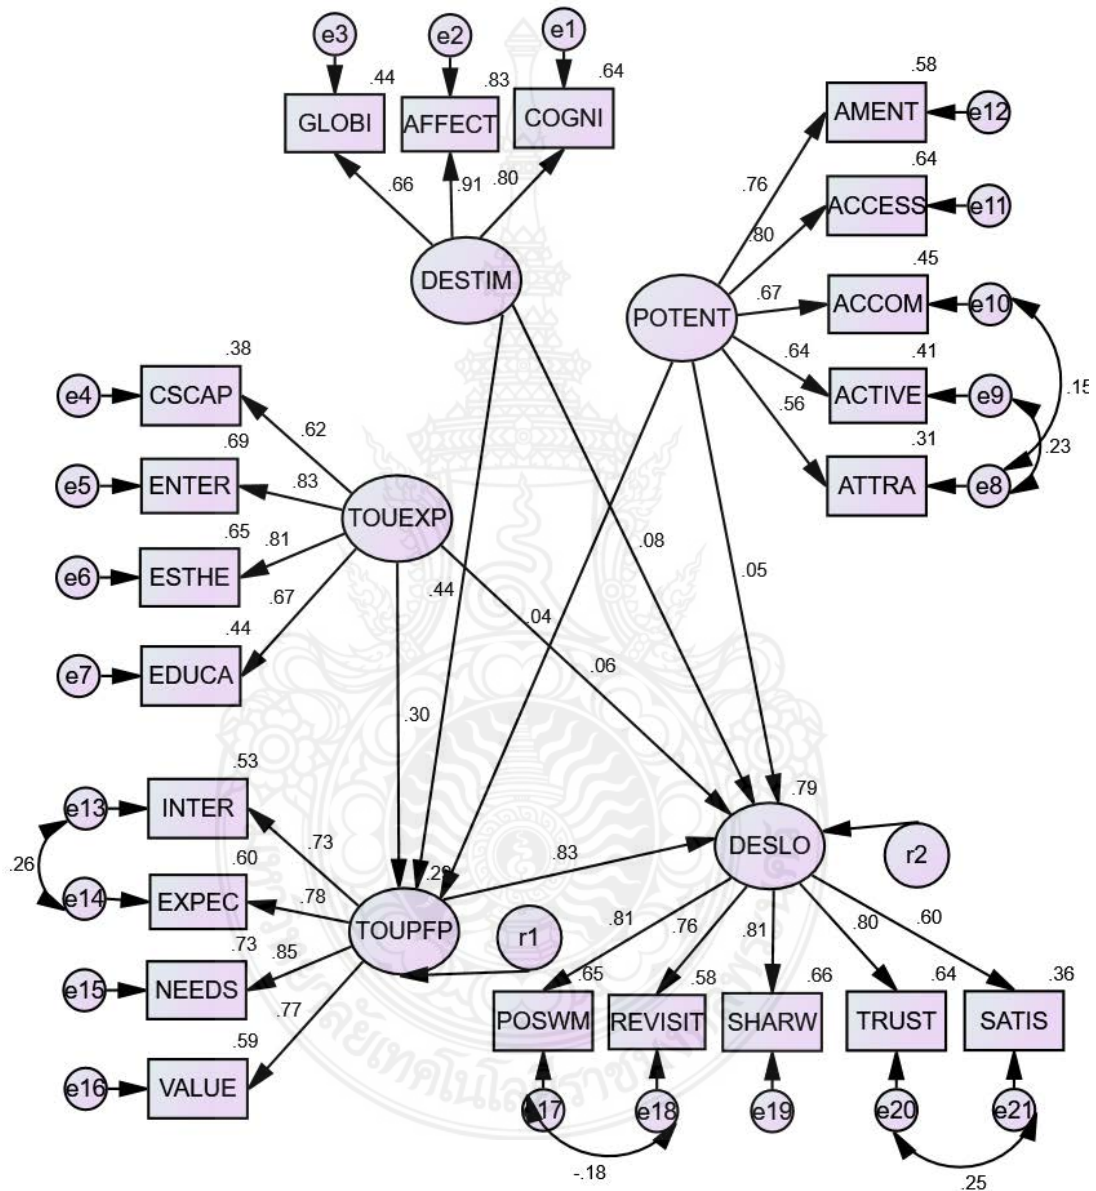 e3
e2
e1
.44
.83
.64
GLOBI
AFFECT
COGNI
.66
.91
.80
DESTIM
.58
AMENT
e12
.64
.76
ACCESS
e11
.80
.45
.67
ACCOM
e10
POTENT
.64
.41
ACTIVE
e9
.15
.56
.31
.23
ATTRA
e8
.38
e4
CSCAP
.62
.69
e5
ENTER
.83
TOUEXP
.65
.81
e6
ESTHE
.67
.44
e7
EDUCA
.08
.05
.44
.04
.06
.30
.53
e13
INTER
.73
.26
.60
e14
EXPEC
.78
.73
.85
e15
NEEDS
.77
.59
e16
VALUE
TOUPFP
r1
.83
.79
DESLO
r2
.81
.76
.81
.80
.60
.65
.58
.66
.64
.36
POSWM
REVISIT
SHARW
TRUST
SATIS
e18
e19
e20
e21
-.18
.25